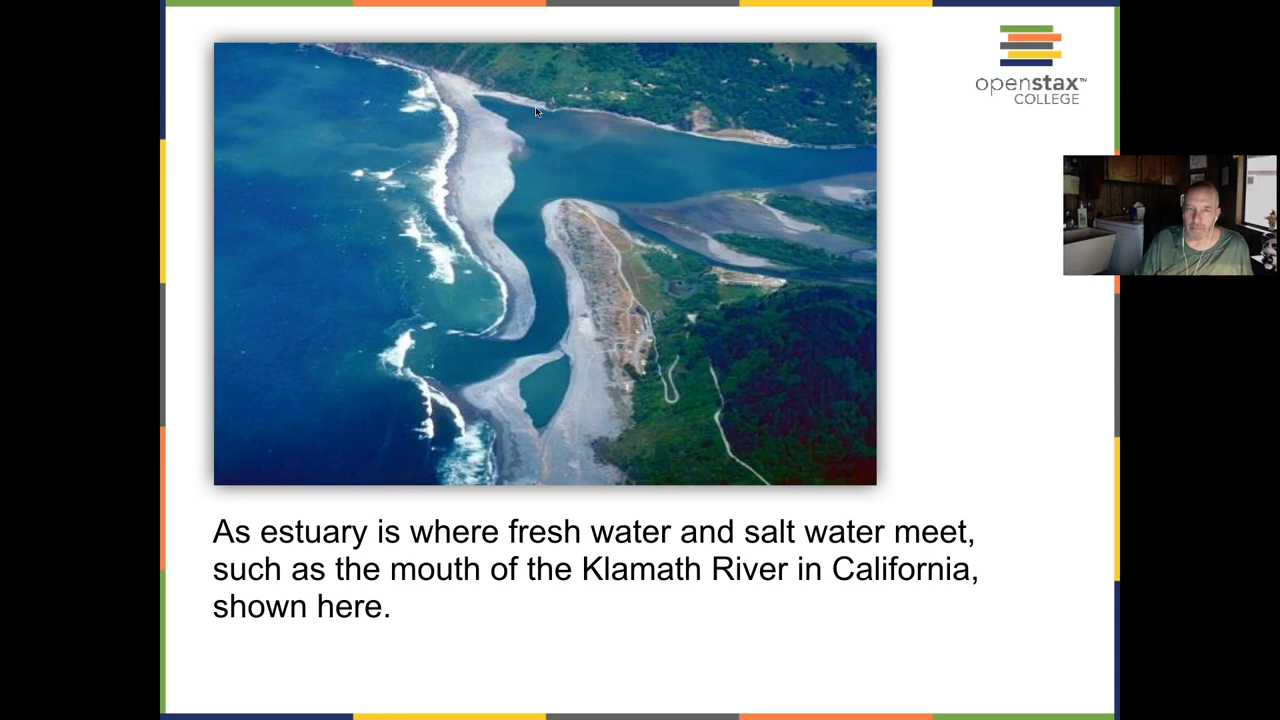 openstax™
COLLEGE
As estuary is where fresh water and salt water meet,
such as the mouth of the Klamath River in California,
shown here.